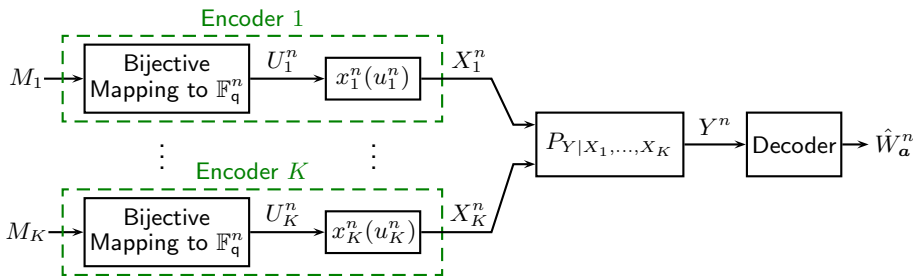 Encoder 1
M_1
Bijective
Mapping to 𝔽_q^n
U_1^n
x_1^n(u_1^n)
X_1^n
⋮ ⋮
P_{Y|X_1,...,X_K}
Y^n
Decoder
Ŵ_a^n
Encoder K
M_K
Bijective
Mapping to 𝔽_q^n
U_K^n
x_K^n(u_K^n)
X_K^n